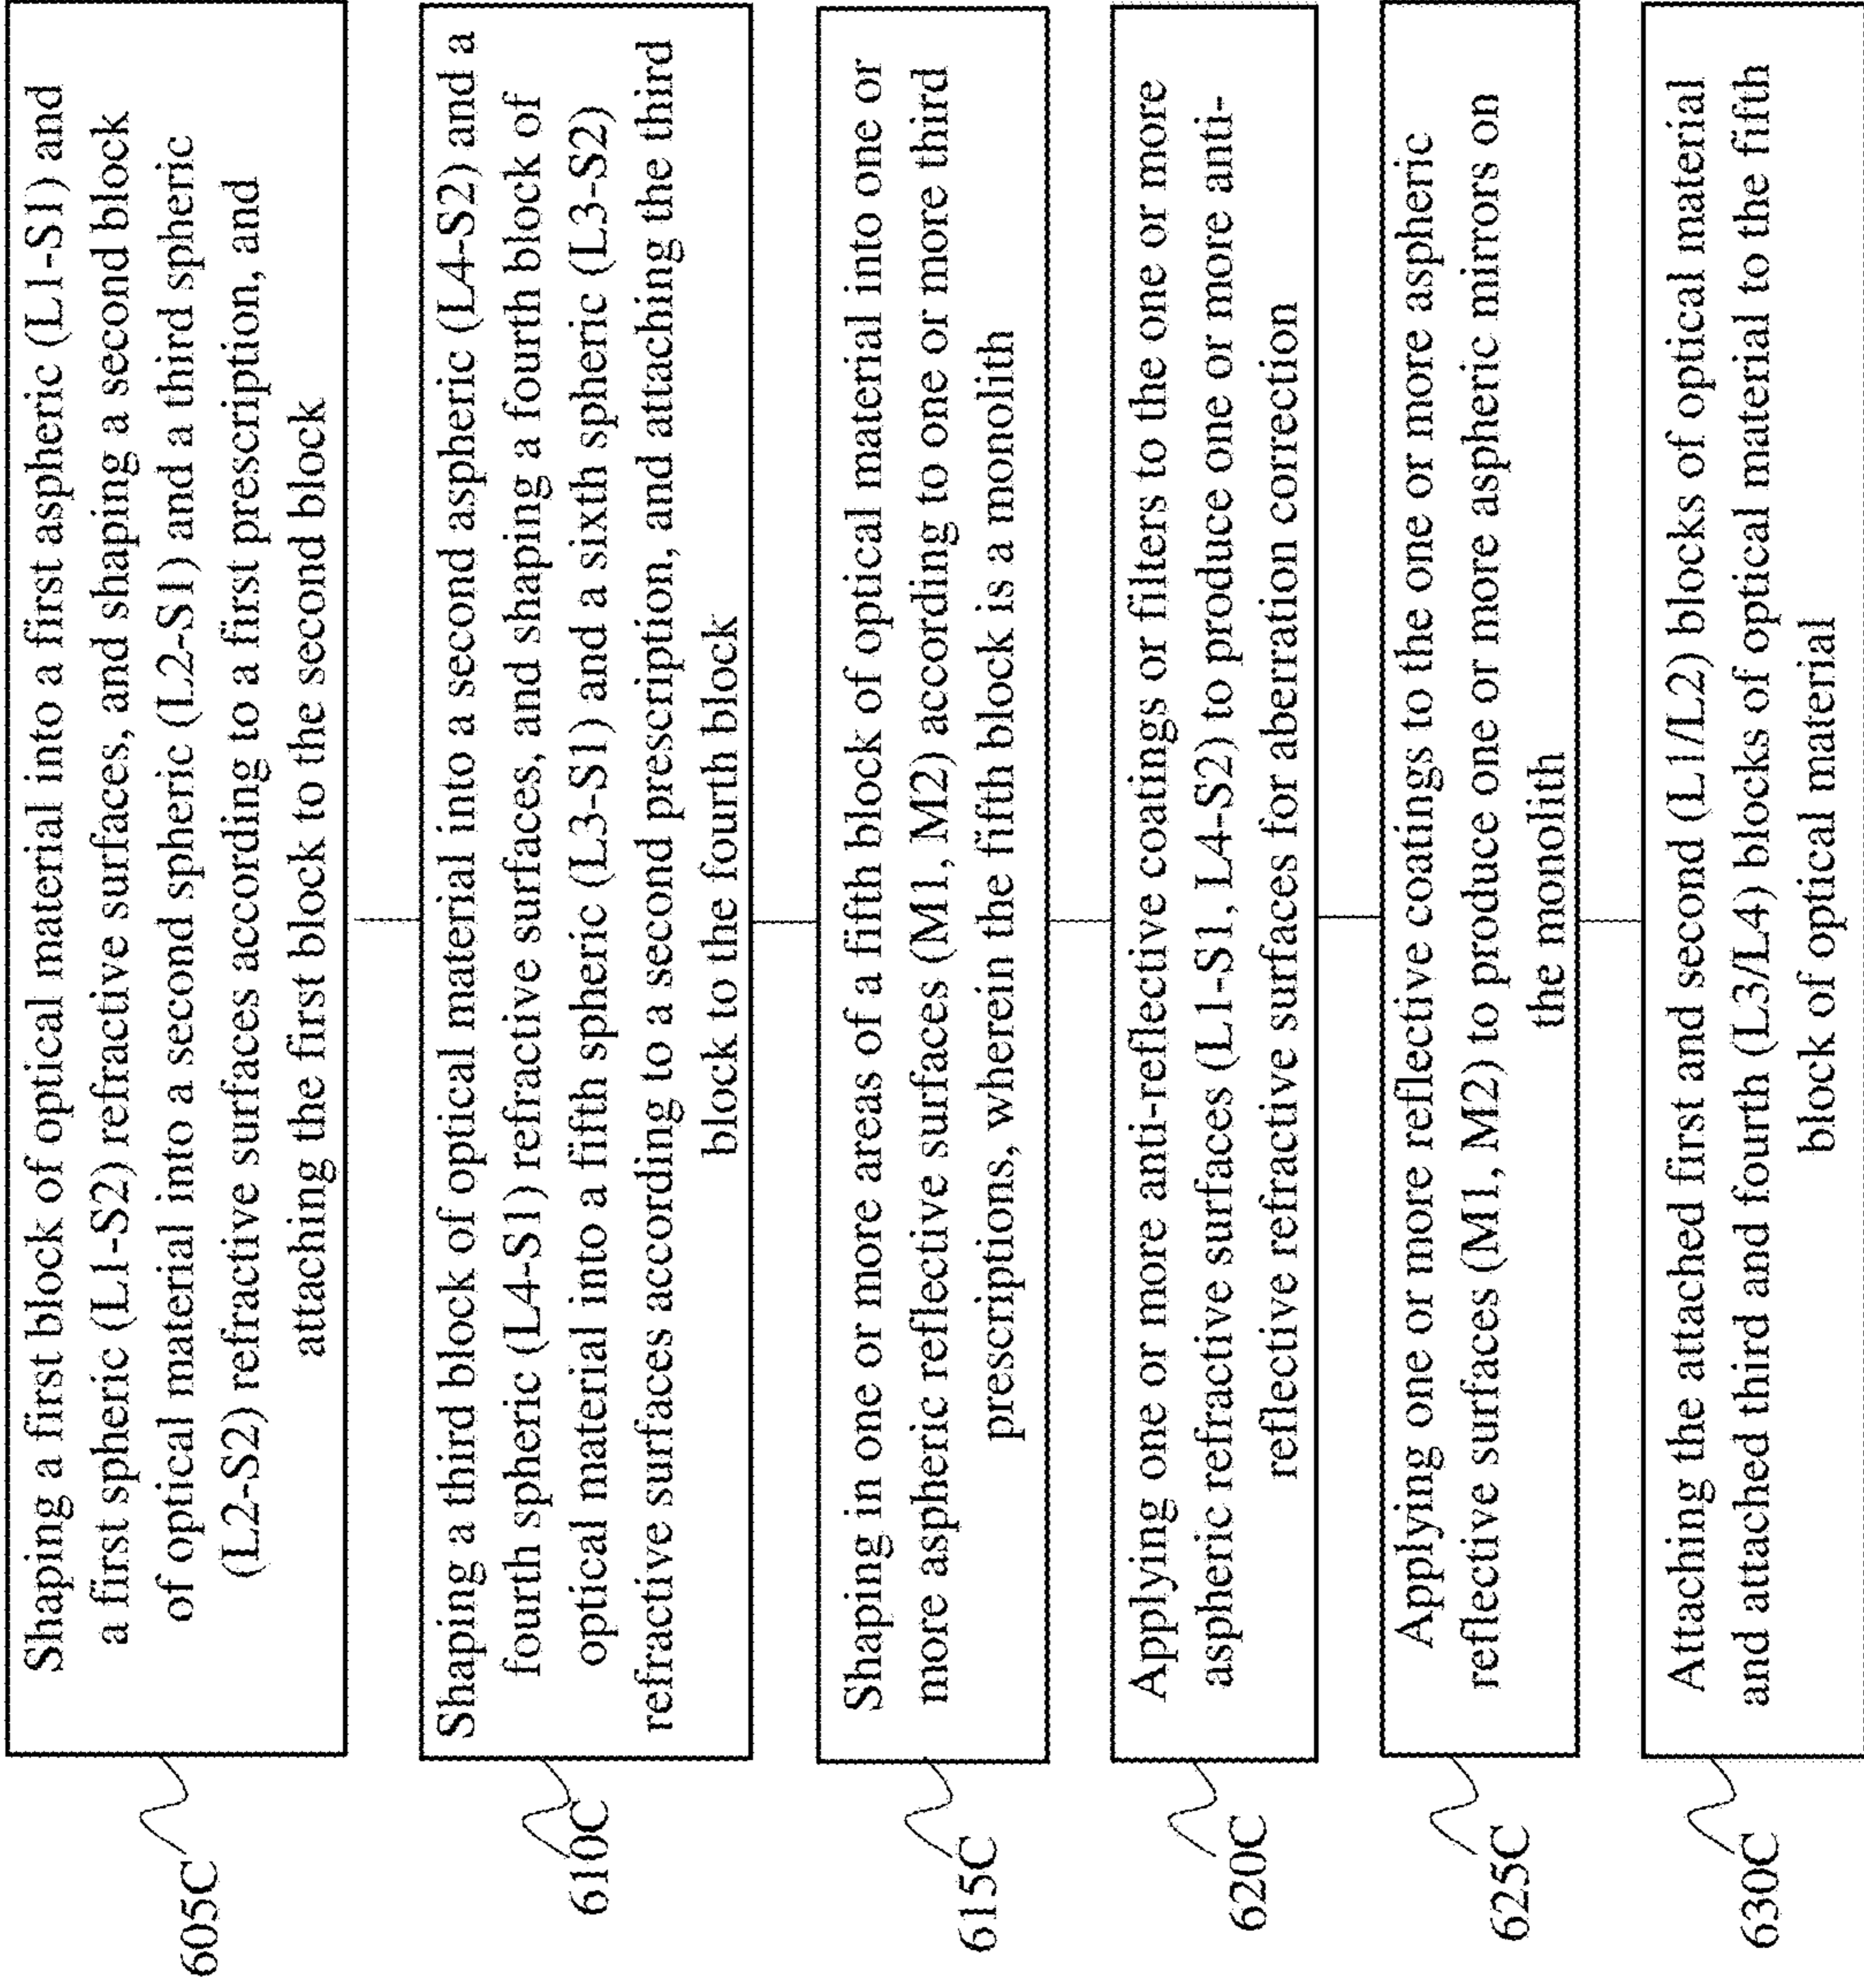 605C
Shaping a first block of optical material into a first aspheric (L1-S1) and
a first spheric (L1-S2) refractive surfaces, and shaping a second block
of optical material into a second spheric (L2-S1) and a third spheric
(L2-S2) refractive surfaces according to a first prescription, and
attaching the first block to the second block
610C
Shaping a third block of optical material into a second aspheric (L4-S2) and a
fourth spheric (L4-S1) refractive surfaces, and shaping a fourth block of
optical material into a fifth spheric (L3-S1) and a sixth spheric (L3-S2)
refractive surfaces according to a second prescription, and attaching the third
block to the fourth block
615C
Shaping in one or more areas of a fifth block of optical material into one or
more aspheric reflective surfaces (M1, M2) according to one or more third
prescriptions, wherein the fifth block is a monolith
620C
Applying one or more anti-reflective coatings or filters to the one or more
aspheric refractive surfaces (L1-S1, L4-S2) to produce one or more anti-
reflective refractive surfaces for aberration correction
625C
Applying one or more reflective coatings to the one or more aspheric
reflective surfaces (M1, M2) to produce one or more aspheric mirrors on
the monolith
630C
Attaching the attached first and second (L1/L2) blocks of optical material
and attached third and fourth (L3/L4) blocks of optical material to the fifth
block of optical material